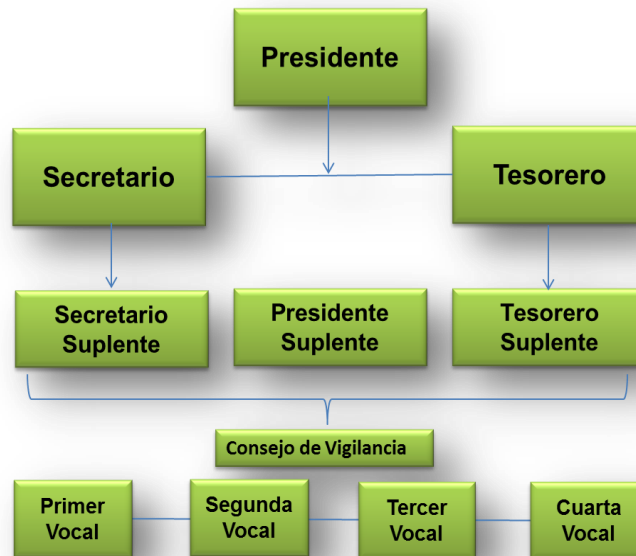 Presidente
Secretario
Tesorero
Secretario
Suplente
Presidente
Suplente
Tesorero
Suplente
Consejo de Vigilancia
Primer
Vocal
Segunda
Vocal
Tercer
Vocal
Cuarta
Vocal